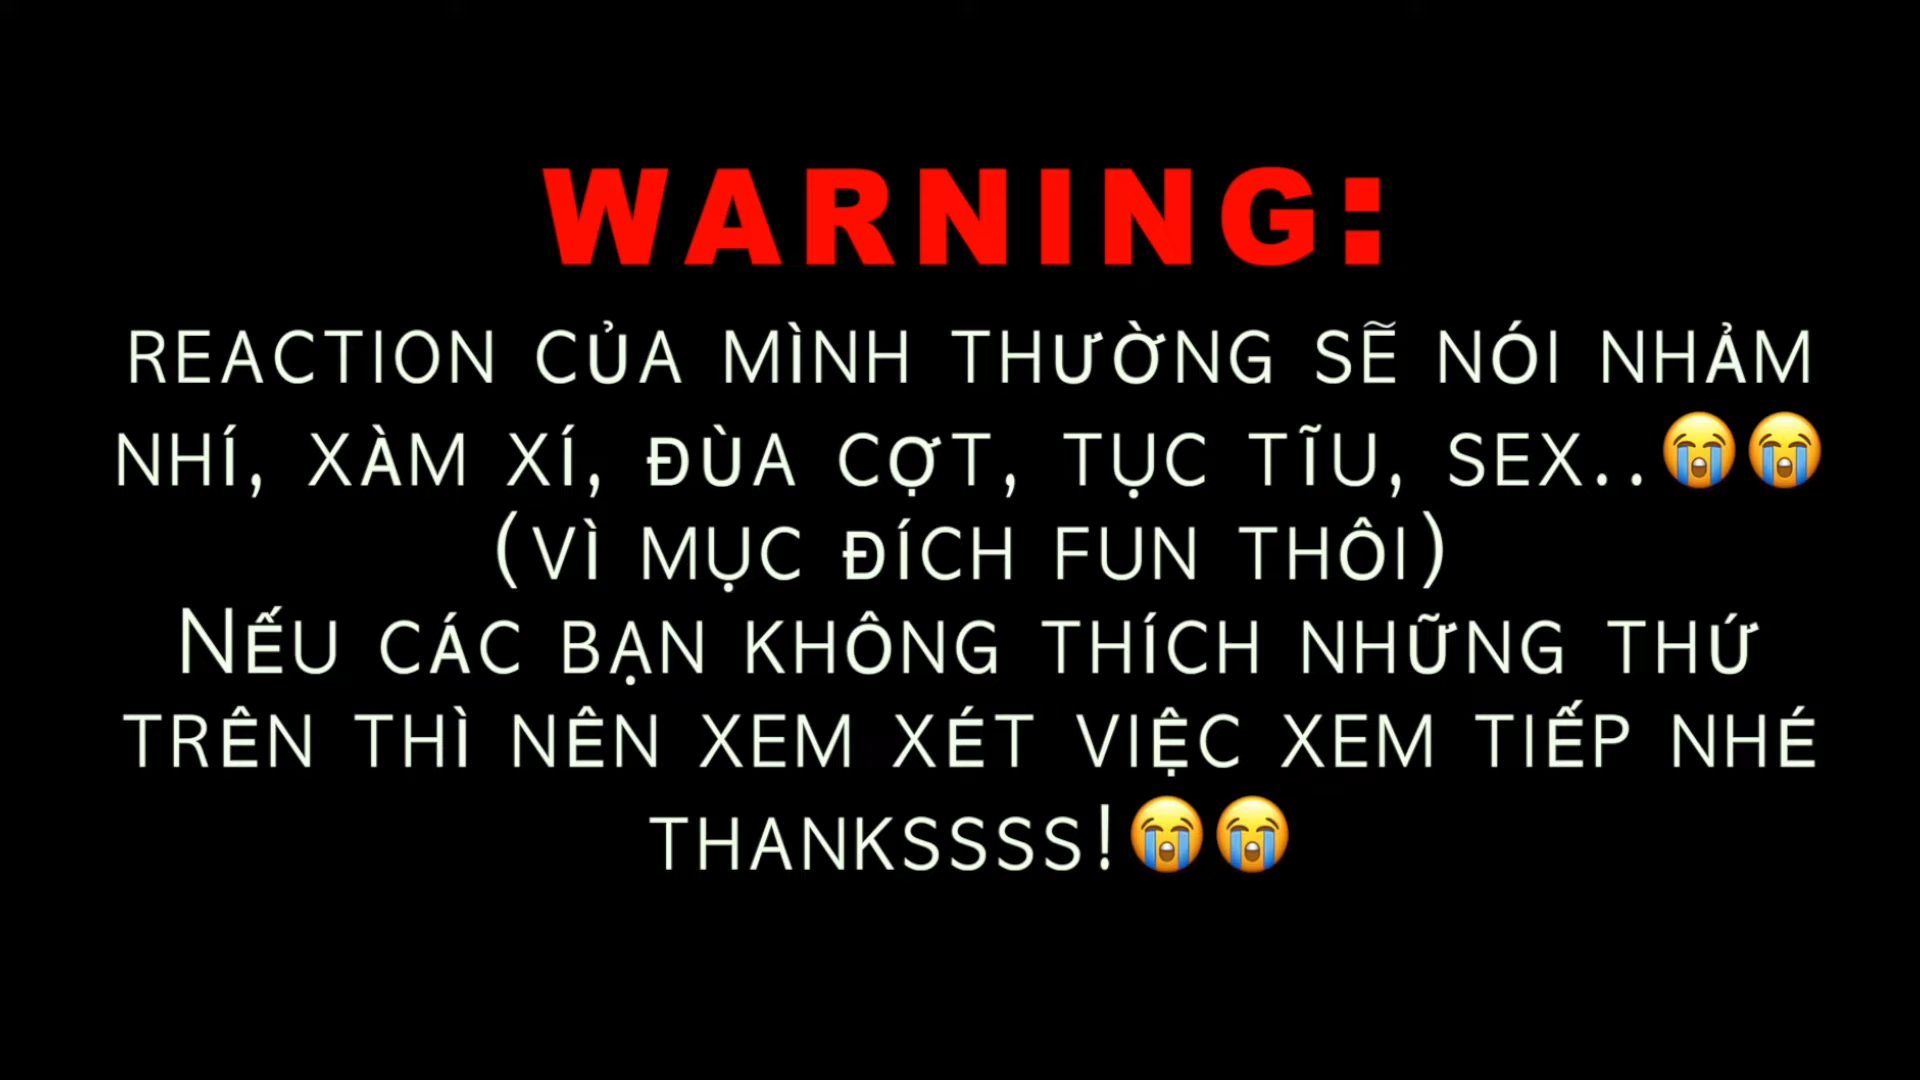 WARNING:
REACTION CỦA MÌNH THƯỜNG SẼ NÓI NHẢM
NHÍ, XÀM XÍ, ĐÙA CỢT, TỤC TĨU, SEX..😭😭
(VÌ MỤC ĐÍCH FUN THÔI)
NẾU CÁC BẠN KHÔNG THÍCH NHỮNG THỨ
TRÊN THÌ NÊN XEM XÉT VIỆC XEM TIẾP NHÉ
THANKSSSS!😭😭